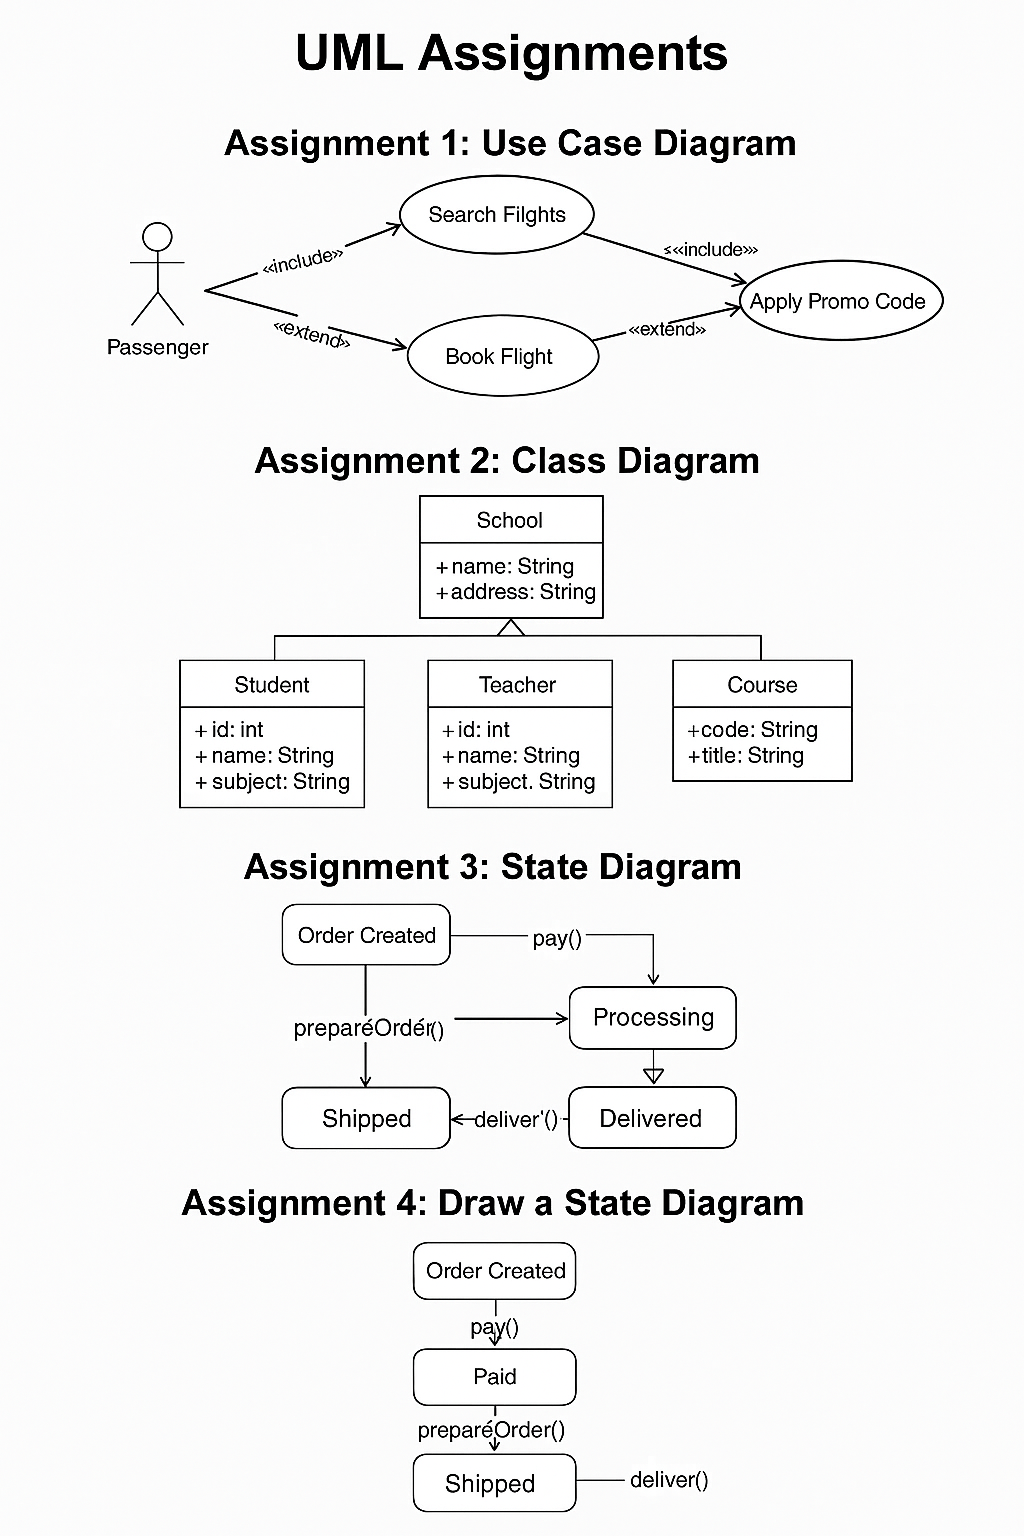 UML Assignments
Assignment 1: Use Case Diagram
Search Filghts
«include»
«‹include»›
Apply Promo Code
«extend»
«extend»
Book Flight
Passenger
Assignment 2: Class Diagram
School
+ name: String
+ address: String
Student
+ id: int
+ name: String
+ subject: String
Teacher
+ id: int
+ name: String
+ subject. String
Course
+code: String
+title: String
Assignment 3: State Diagram
Order Created
pay()
Processing
preparéOrdér()
Shipped
deliver'()
Delivered
Assignment 4: Draw a State Diagram
Order Created
pay()
Paid
preparéOrder()
Shipped
deliver()